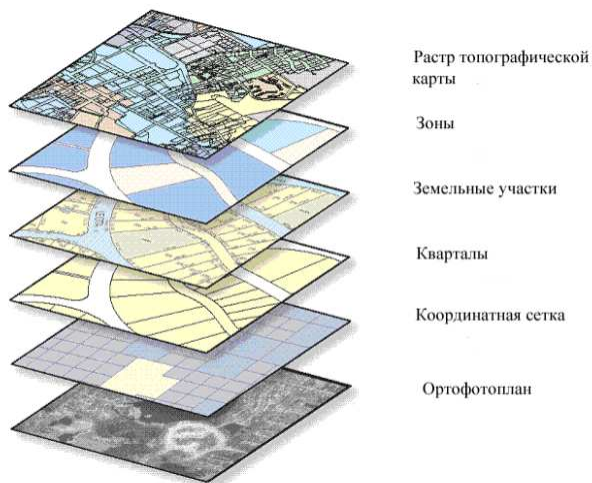 Растр топографической
карты
Зоны
Земельные участки
Кварталы
Координатная сетка
Ортофотоплан